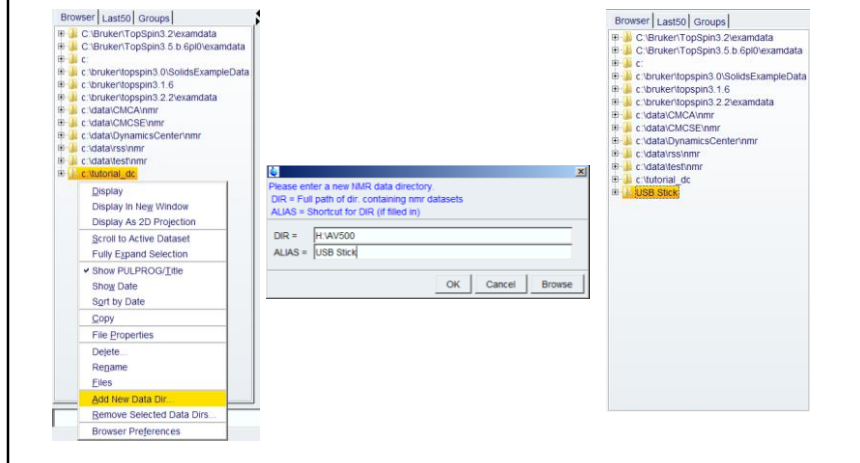 Browser Last50 Groups
C:\Bruker\TopSpin3.2\examdata
C:\Bruker\TopSpin3.5.b.6pl0\examdata
c:
c:\bruker\topspin3.0\SolidsExampleData
c:\bruker\topspin3.1.6
c:\bruker\topspin3.2.2\examdata
c:\data\CMCA\nmr
c:\data\CMCSE\nmr
c:\data\DynamicsCenter\nmr
c:\data\rss\nmr
c:\data\test\nmr
c:\tutorial_dc
Display
Display In New Window
Display As 2D Projection
Scroll to Active Dataset
Fully Expand Selection
Show PULPROG/Title
Show Date
Sort by Date
Copy
File Properties
Delete...
Rename
Files
Add New Data Dir...
Remove Selected Data Dirs...
Browser Preferences
Please enter a new NMR data directory.
DIR = Full path of dir. containing nmr datasets
ALIAS = Shortcut for DIR (if filled in)
DIR = H:\AV500
ALIAS = USB Stick
OK Cancel Browse
Browser Last50 Groups
C:\Bruker\TopSpin3.2\examdata
C:\Bruker\TopSpin3.5.b.6pl0\examdata
c:
c:\bruker\topspin3.0\SolidsExampleData
c:\bruker\topspin3.1.6
c:\bruker\topspin3.2.2\examdata
c:\data\CMCA\nmr
c:\data\CMCSE\nmr
c:\data\DynamicsCenter\nmr
c:\data\rss\nmr
c:\data\test\nmr
c:\tutorial_dc
USB Stick